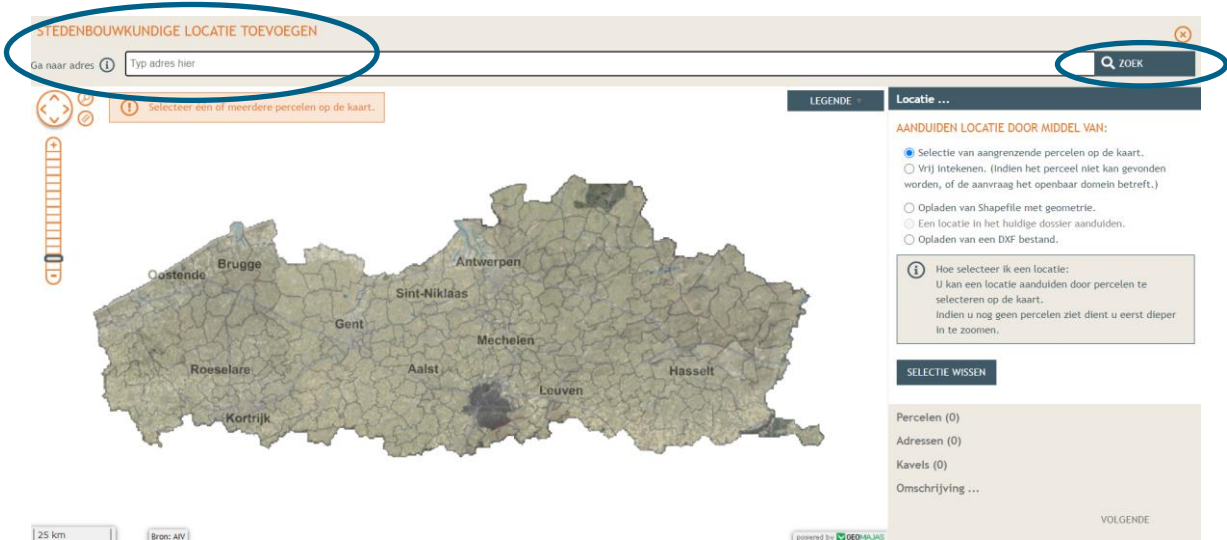 STEDENBOUWKUNDIGE LOCATIE TOEVOEGEN
Ga naar adres
Typ adres hier
ZOEK
Selecteer één of meerdere percelen op de kaart.
LEGENDE
Oostende
Brugge
Antwerpen
Sint-Niklaas
Gent
Mechelen
Roeselare
Aalst
Hasselt
Leuven
Kortrijk
25 km
Bron: AIV
powered by GEOMAJAS
Locatie ...
AANDUIDEN LOCATIE DOOR MIDDEL VAN:
Selectie van aangrenzende percelen op de kaart.
Vrij intekenen. (Indien het perceel niet kan gevonden
worden, of de aanvraag het openbaar domein betreft.)
Opladen van Shapefile met geometrie.
Een locatie in het huidige dossier aanduiden.
Opladen van een DXF bestand.
Hoe selecteer ik een locatie:
U kan een locatie aanduiden door percelen te
selecteren op de kaart.
Indien u nog geen percelen ziet dient u eerst dieper
in te zoomen.
SELECTIE WISSEN
Percelen (0)
Adressen (0)
Kavels (0)
Omschrijving ...
VOLGENDE